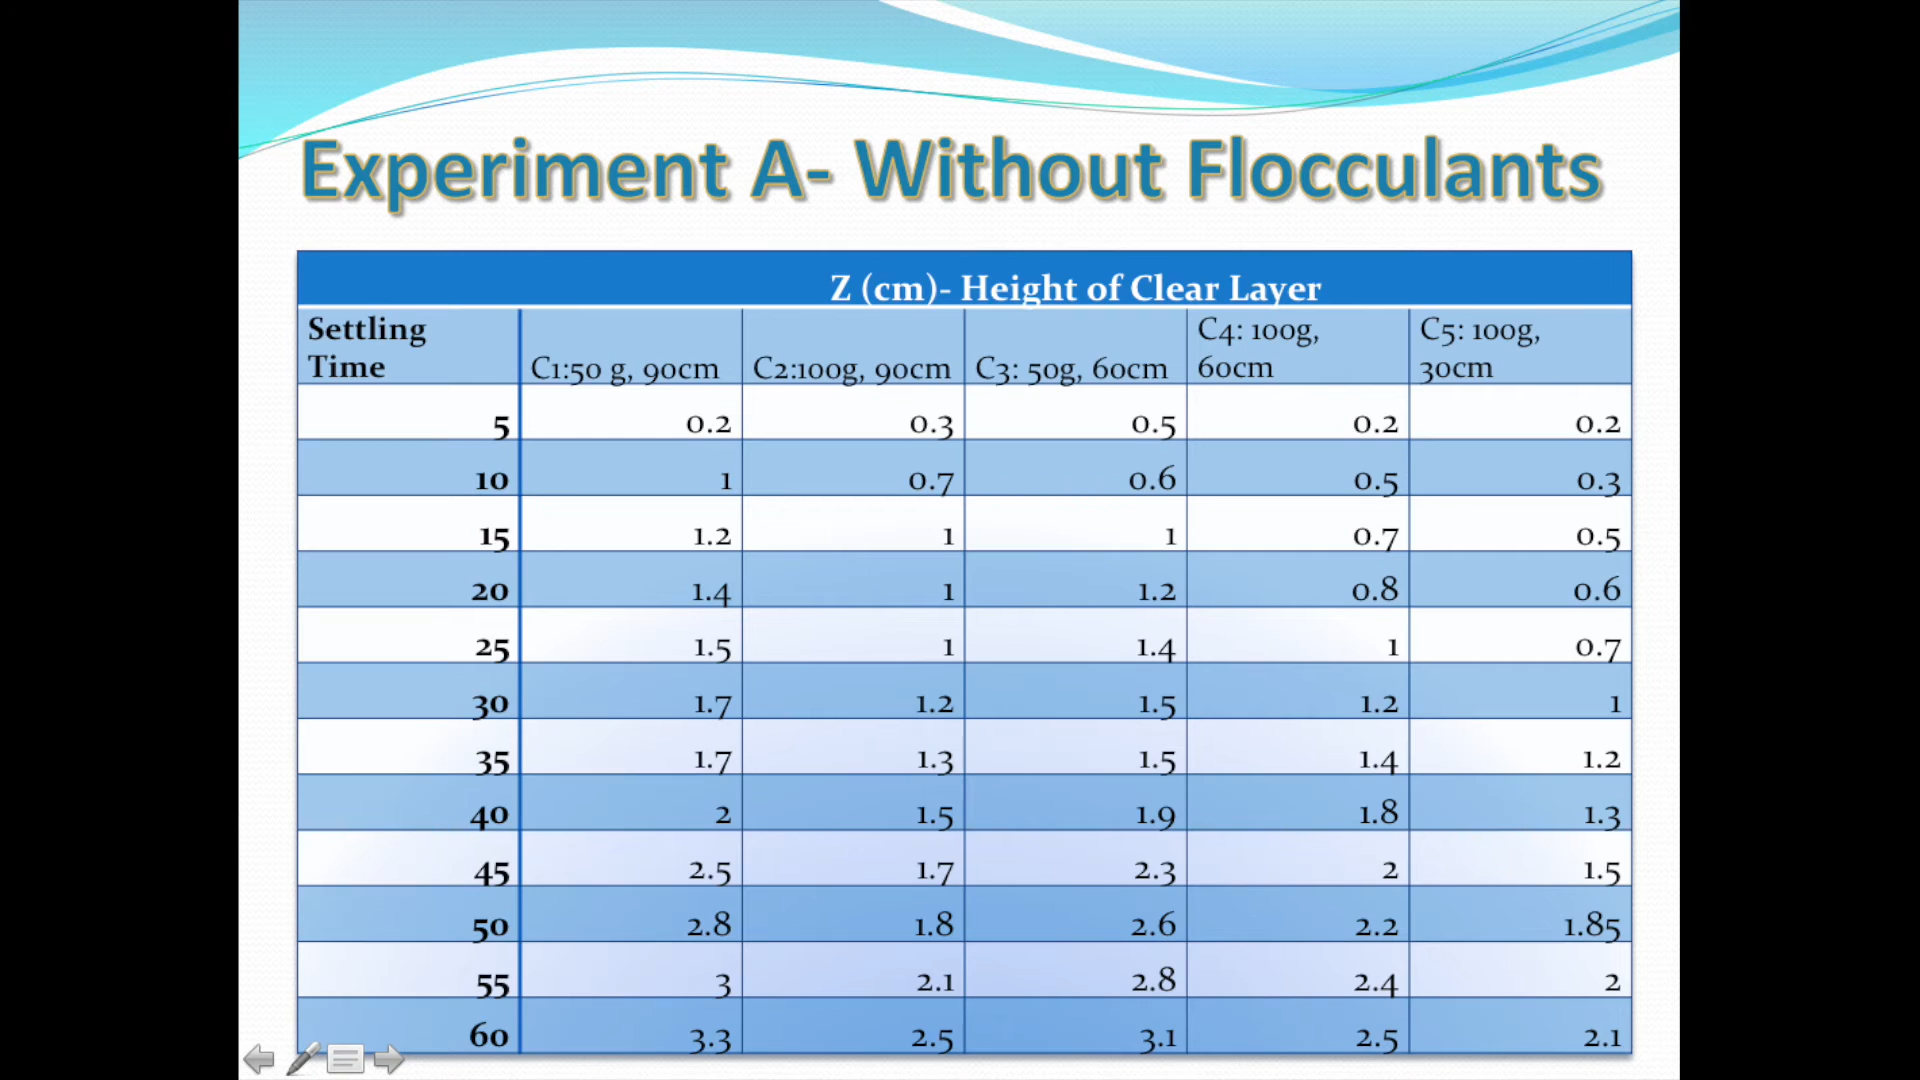 Experiment A- Without Flocculants
Z (cm)- Height of Clear Layer
Settling Time C1:50 g, 90cm C2:100g, 90cm C3: 50g, 60cm C4: 100g, 60cm C5: 100g, 30cm
5 0.2 0.3 0.5 0.2 0.2
10 1 0.7 0.6 0.5 0.3
15 1.2 1 1 0.7 0.5
20 1.4 1 1.2 0.8 0.6
25 1.5 1 1.4 1 0.7
30 1.7 1.2 1.5 1.2 1
35 1.7 1.3 1.5 1.4 1.2
40 2 1.5 1.9 1.8 1.3
45 2.5 1.7 2.3 2 1.5
50 2.8 1.8 2.6 2.2 1.85
55 3 2.1 2.8 2.4 2
60 3.3 2.5 3.1 2.5 2.1